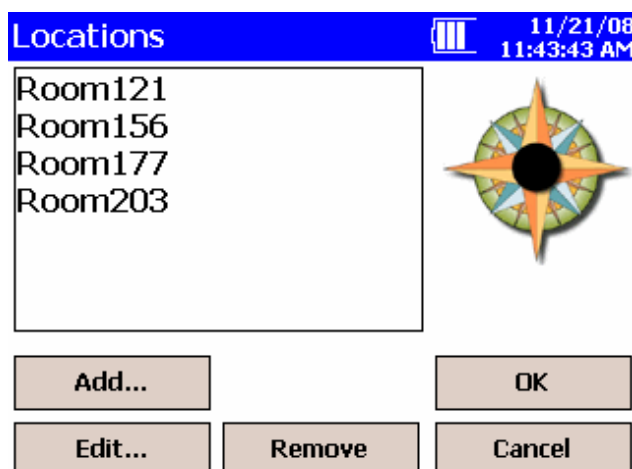 Locations
11/21/08
11:43:43 AM
Room121
Room156
Room177
Room203
Add...
OK
Edit...
Remove
Cancel